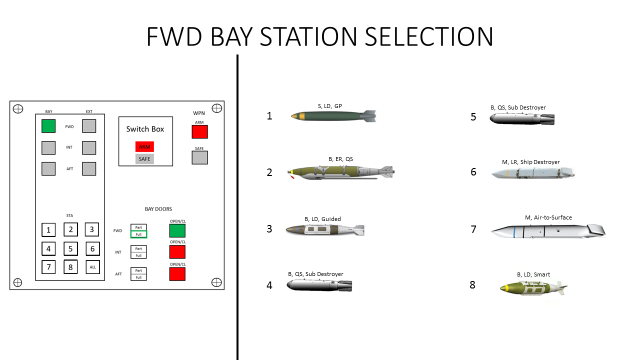 FWD BAY STATION SELECTION
BAY
EXT
FWD
INT
AFT
Switch Box
ARM
SAFE
WPN
ARM
SAFE
STA
1 2 3
4 5 6
7 8 ALL
BAY DOORS
OPEN/CL
FWD
Part
Full
OPEN/CL
INT
Part
Full
OPEN/CL
AFT
Part
Full
1
S, LD, GP
2
B, ER, QS
3
B, LD, Guided
4
B, QS, Sub Destroyer
5
B, QS, Sub Destroyer
6
M, LR, Ship Destroyer
7
M, Air-to-Surface
8
B, LD, Smart